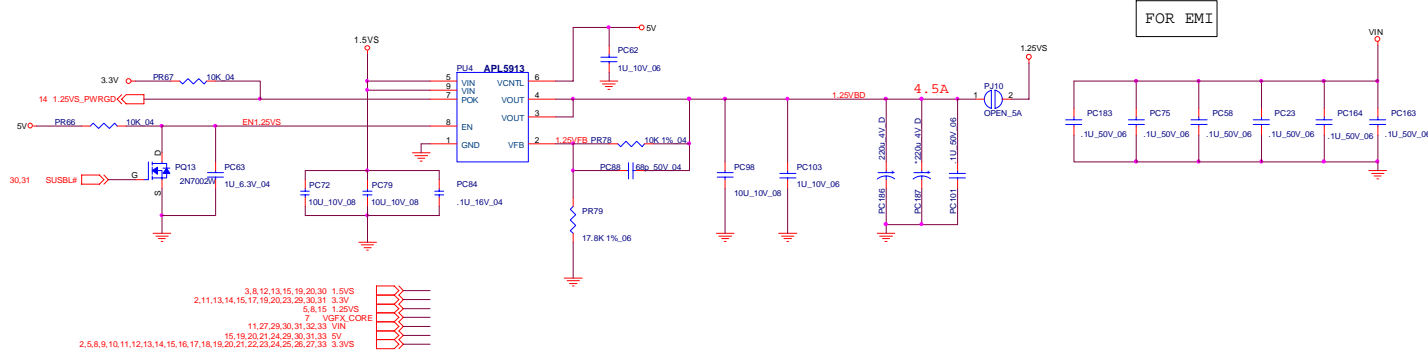 FOR EMI
1.5VS
5V
PC62
1U_10V_06
1.25VS
VIN
3.3V
PR67
10K_04
14 1.25VS_PWRGD
5V
PR66
10K_04
EN1.25VS
PU4
APL5913
5
VIN
9
VIN
7
POK
8
EN
1
GND
VCNTL
6
VOUT
4
VOUT
3
VFB
2
1.25VFB
PR78
10K 1%_04
PC88
68p_50V_04
PR79
17.8K 1%_06
1.25VBD
4.5A
1
PJ10
2
OPEN_5A
30,31 SUSBL#
G
D
S
PQ13
2N7002W
PC63
1U_6.3V_04
PC72
10U_10V_08
PC79
10U_10V_08
PC84
.1U_16V_04
PC98
10U_10V_08
PC103
1U_10V_06
PC186
220u_4V_D
PC187
*220u_4V_D
PC101
.1U_50V_06
PC183
.1U_50V_06
PC75
.1U_50V_06
PC58
.1U_50V_06
PC23
.1U_50V_06
PC164
.1U_50V_06
PC163
.1U_50V_06
3,8,12,13,15,19,20,30 1.5VS
2,11,13,14,15,17,19,20,23,29,30,31 3.3V
5,8,15 1.25VS
7 VGFX_CORE
11,27,29,30,31,32,33 VIN
15,19,20,21,24,29,30,31,33 5V
2,5,8,9,10,11,12,13,14,15,16,17,18,19,20,21,22,23,24,25,26,27,33 3.3VS